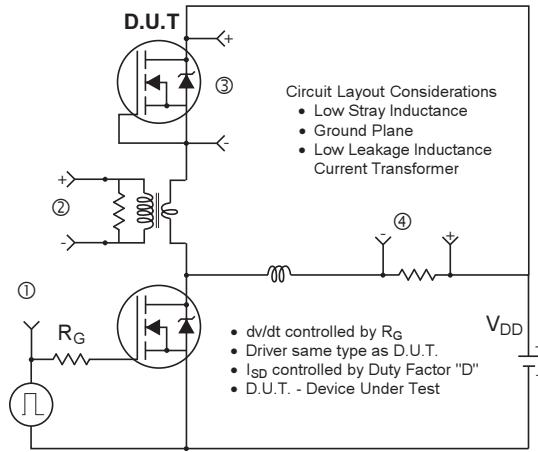 D.U.T
+
③
-
Circuit Layout Considerations
• Low Stray Inductance
• Ground Plane
• Low Leakage Inductance
Current Transformer
+
②
-
④
-
+
①
RG
VDD
+
-
• dv/dt controlled by RG
• Driver same type as D.U.T.
• ISD controlled by Duty Factor "D"
• D.U.T. - Device Under Test